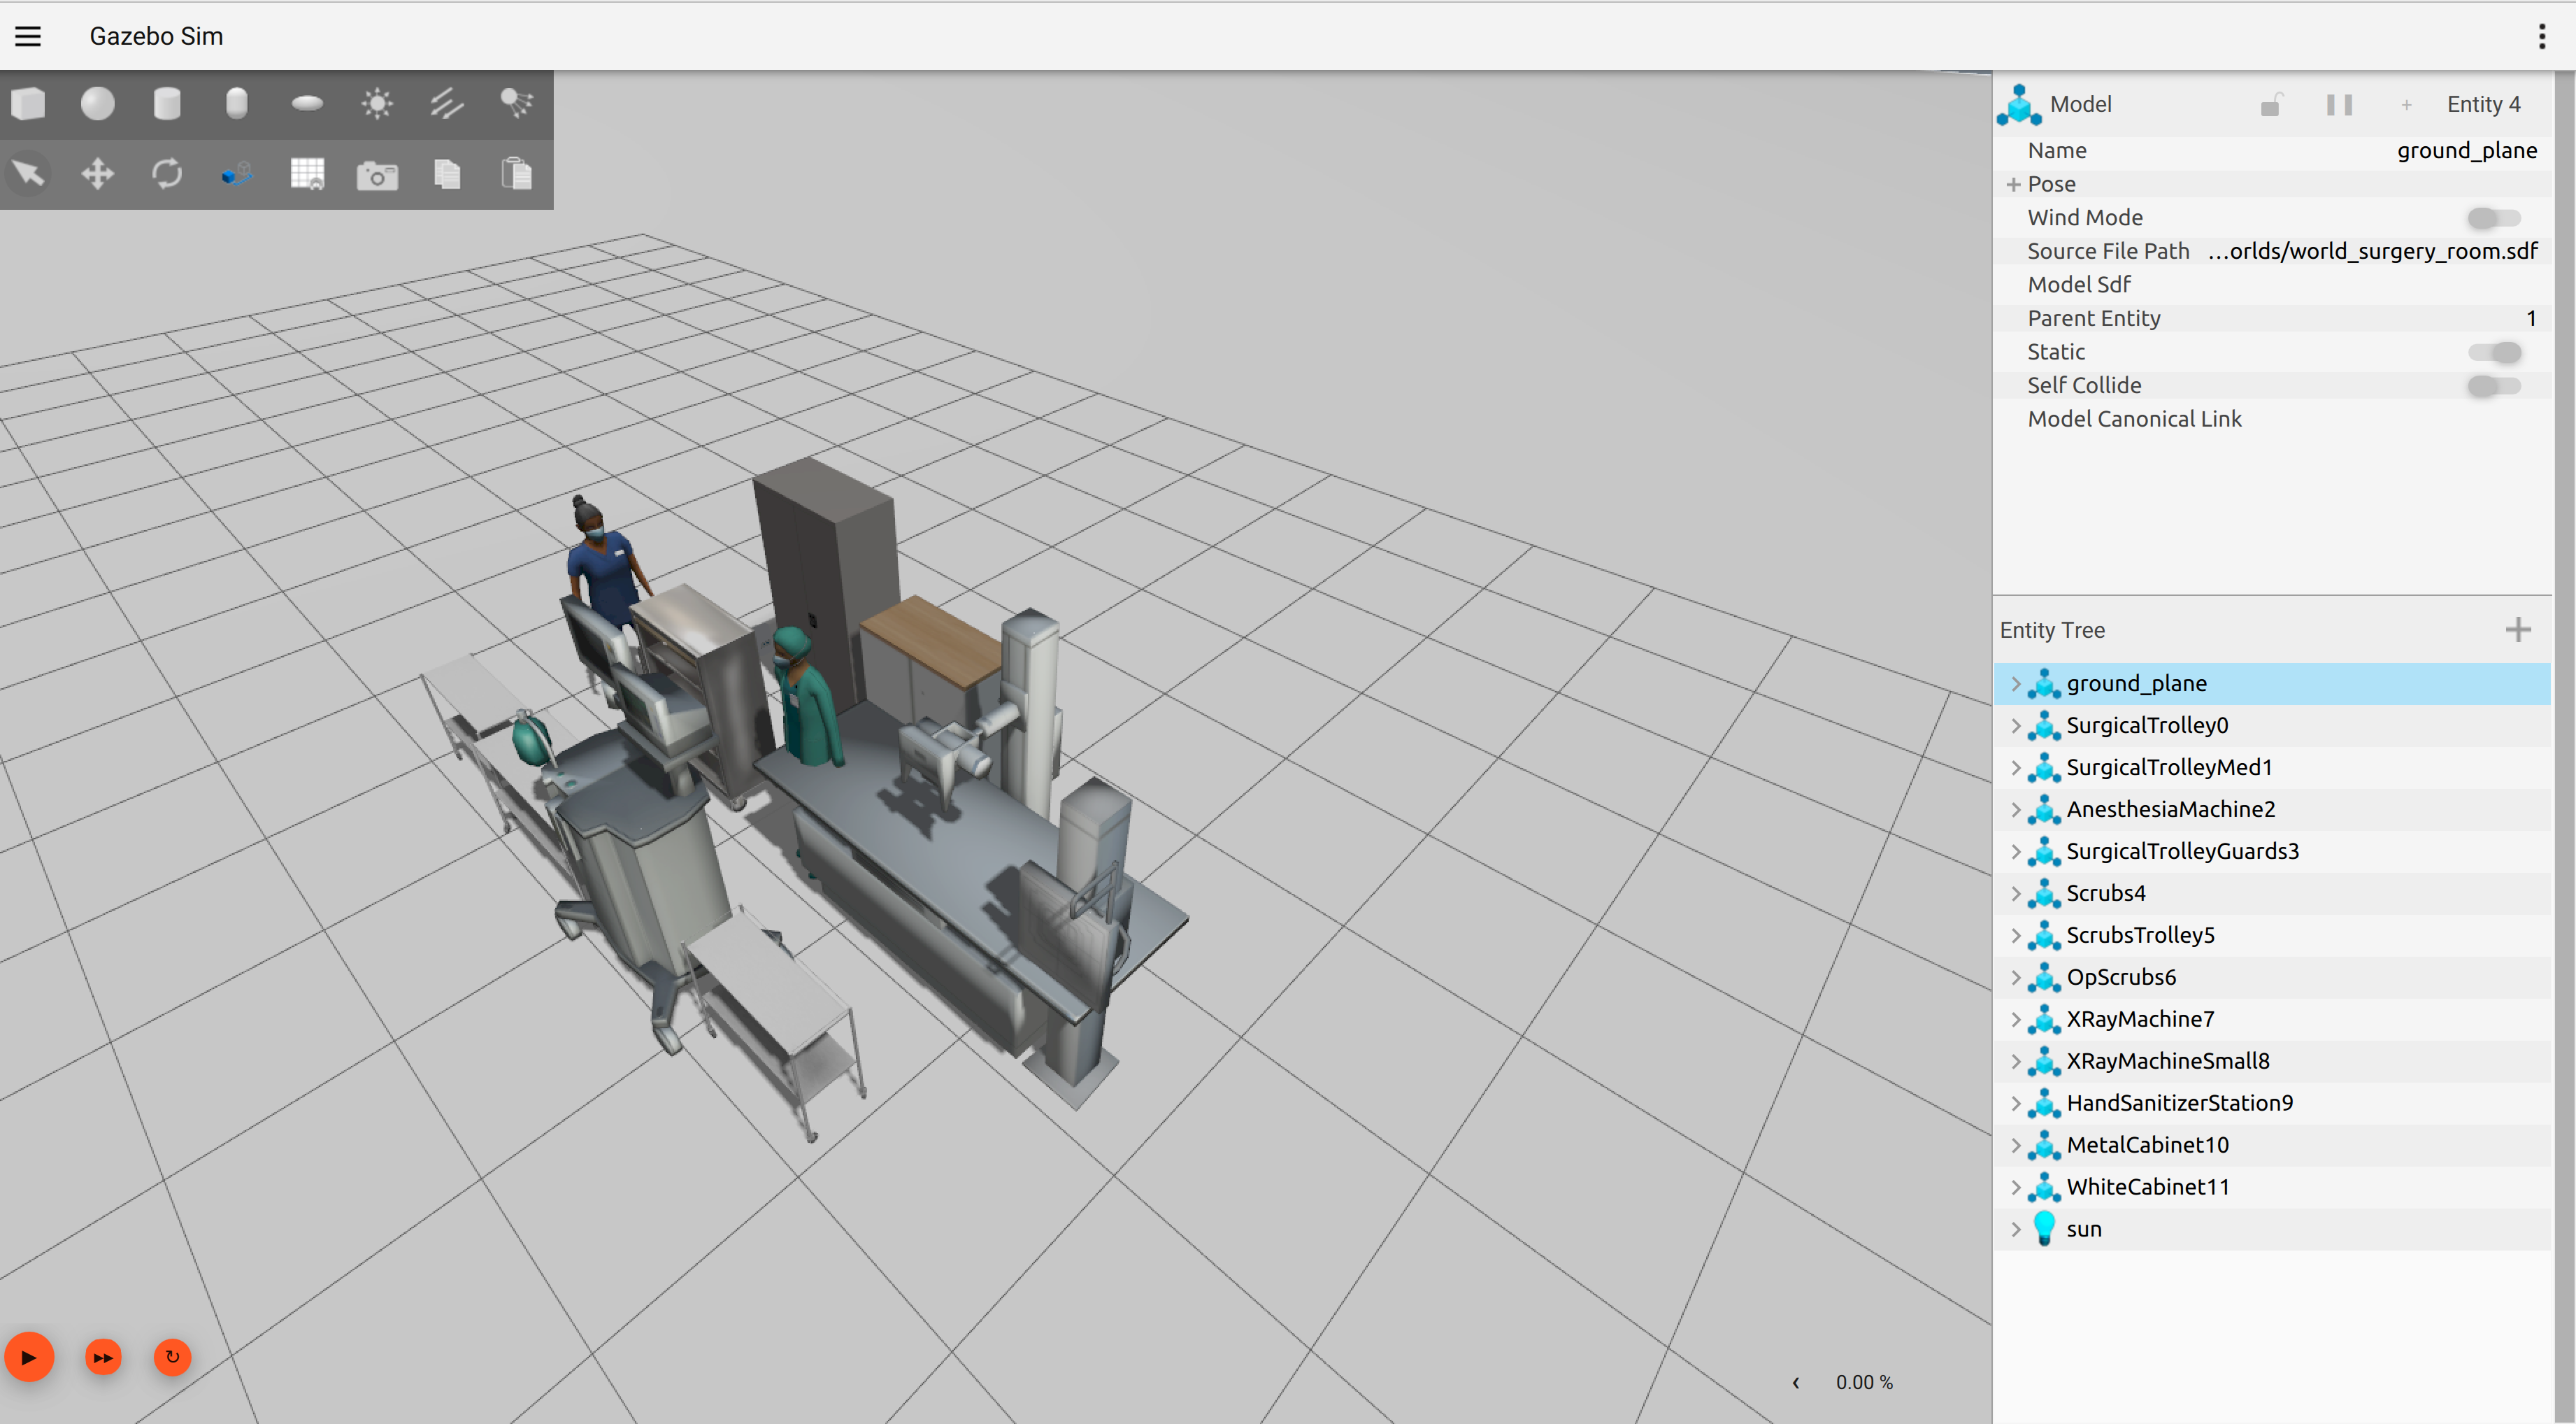 Gazebo Sim
Model
Entity 4
Name ground_plane
Pose
Wind Mode
Source File Path ...orlds/world_surgery_room.sdf
Model Sdf
Parent Entity 1
Static
Self Collide
Model Canonical Link
Entity Tree
ground_plane
SurgicalTrolley0
SurgicalTrolleyMed1
AnesthesiaMachine2
SurgicalTrolleyGuards3
Scrubs4
ScrubsTrolley5
OpScrubs6
XRayMachine7
XRayMachineSmall8
HandSanitizerStation9
MetalCabinet10
WhiteCabinet11
sun
0.00 %